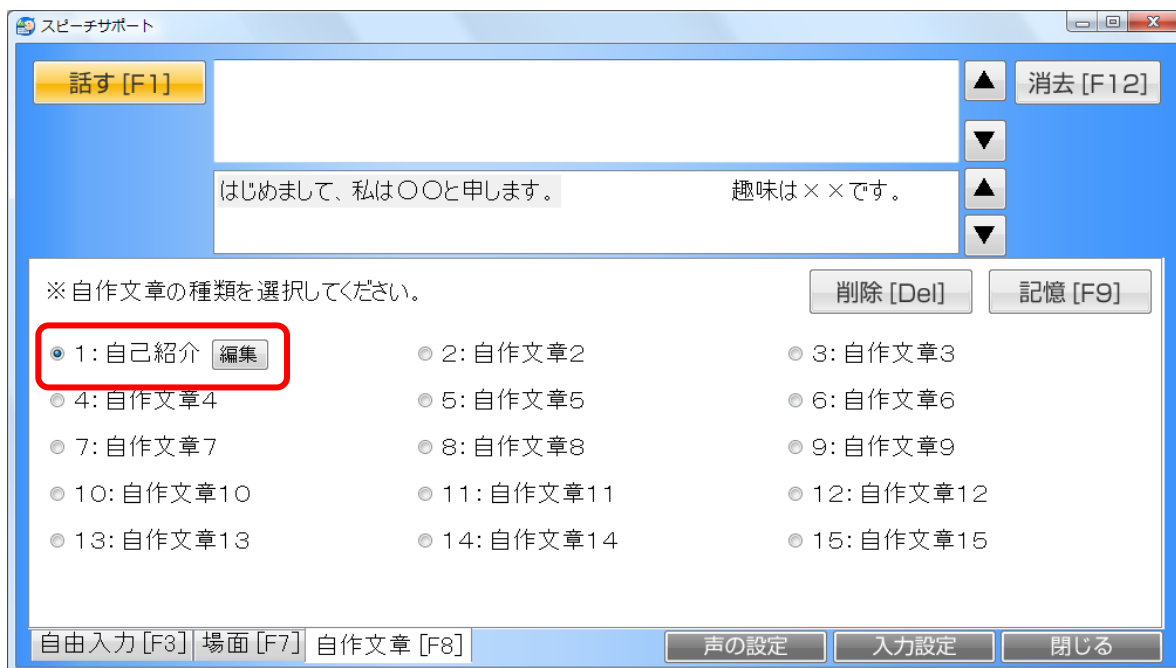 スピーチサポート
話す [F1]
▲
消去 [F12]
▼
はじめまして、私は〇〇と申します。 趣味は××です。
▲
▼
※自作文章の種類を選択してください。
削除 [Del]
記憶 [F9]
1:自己紹介 編集
2:自作文章2
3:自作文章3
4:自作文章4
5:自作文章5
6:自作文章6
7:自作文章7
8:自作文章8
9:自作文章9
10:自作文章10
11:自作文章11
12:自作文章12
13:自作文章13
14:自作文章14
15:自作文章15
自由入力 [F3] 場面 [F7] 自作文章 [F8] 声の設定 入力設定 閉じる